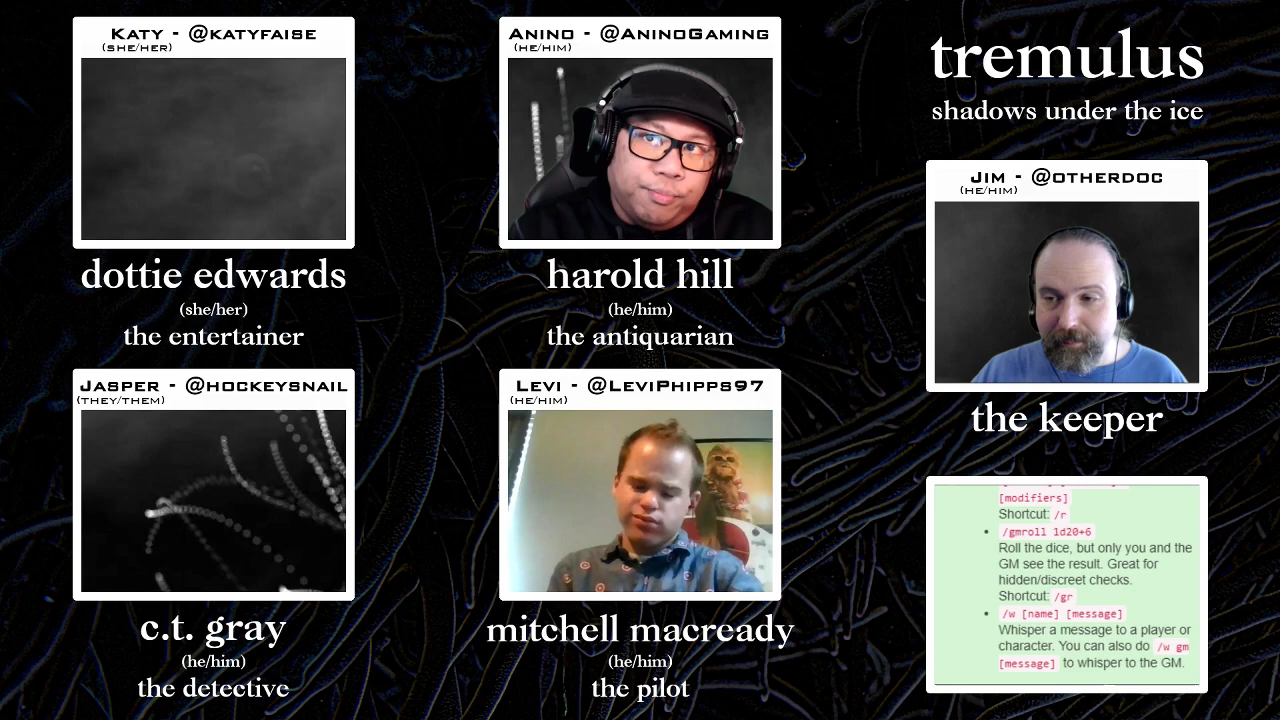 KATY - @KATYFAISE
(SHE/HER)
dottie edwards
(she/her)
the entertainer
ANINO - @ANINOGAMING
(HE/HIM)
harold hill
(he/him)
the antiquarian
JASPER - @HOCKEYSNAIL
(THEY/THEM)
c.t. gray
(he/him)
the detective
LEVI - @LEVIPHIPPS97
(HE/HIM)
mitchell macready
(he/him)
the pilot
tremulus
shadows under the ice
JIM - @OTHERDOC
(HE/HIM)
the keeper
[modifiers]
Shortcut: /r
• /gmroll 1d20+6
Roll the dice, but only you and the
GM see the result. Great for
hidden/discreet checks.
Shortcut: /gr
• /w [name] [message]
Whisper a message to a player or
character. You can also do /w gm
[message] to whisper to the GM.